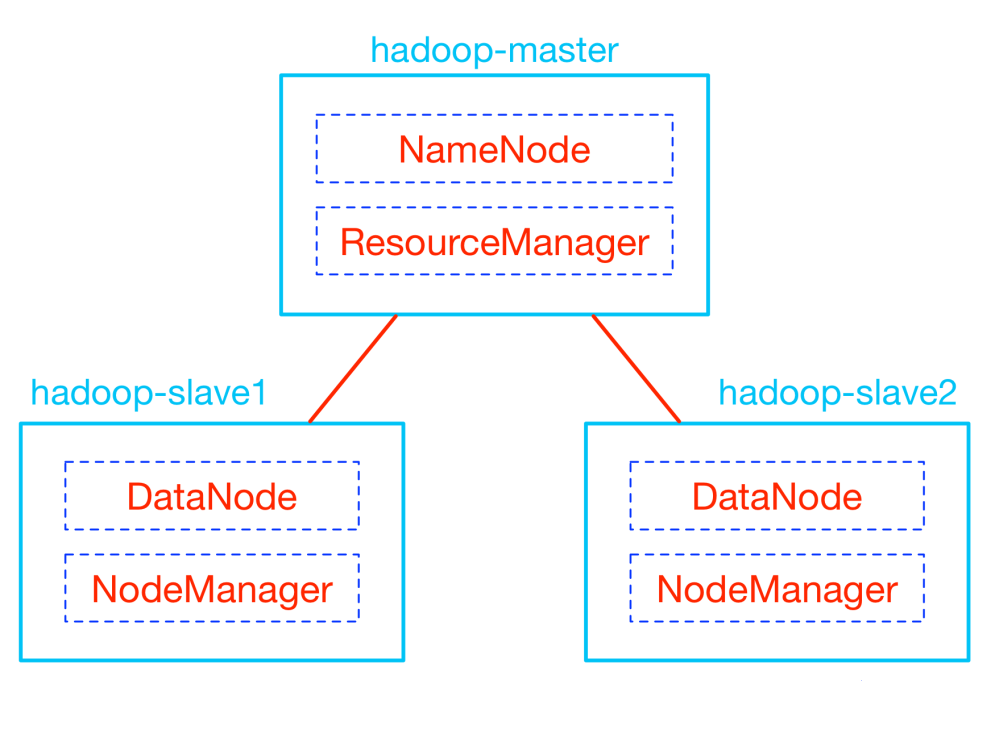 hadoop-master
NameNode
ResourceManager
hadoop-slave1
DataNode
NodeManager
hadoop-slave2
DataNode
NodeManager